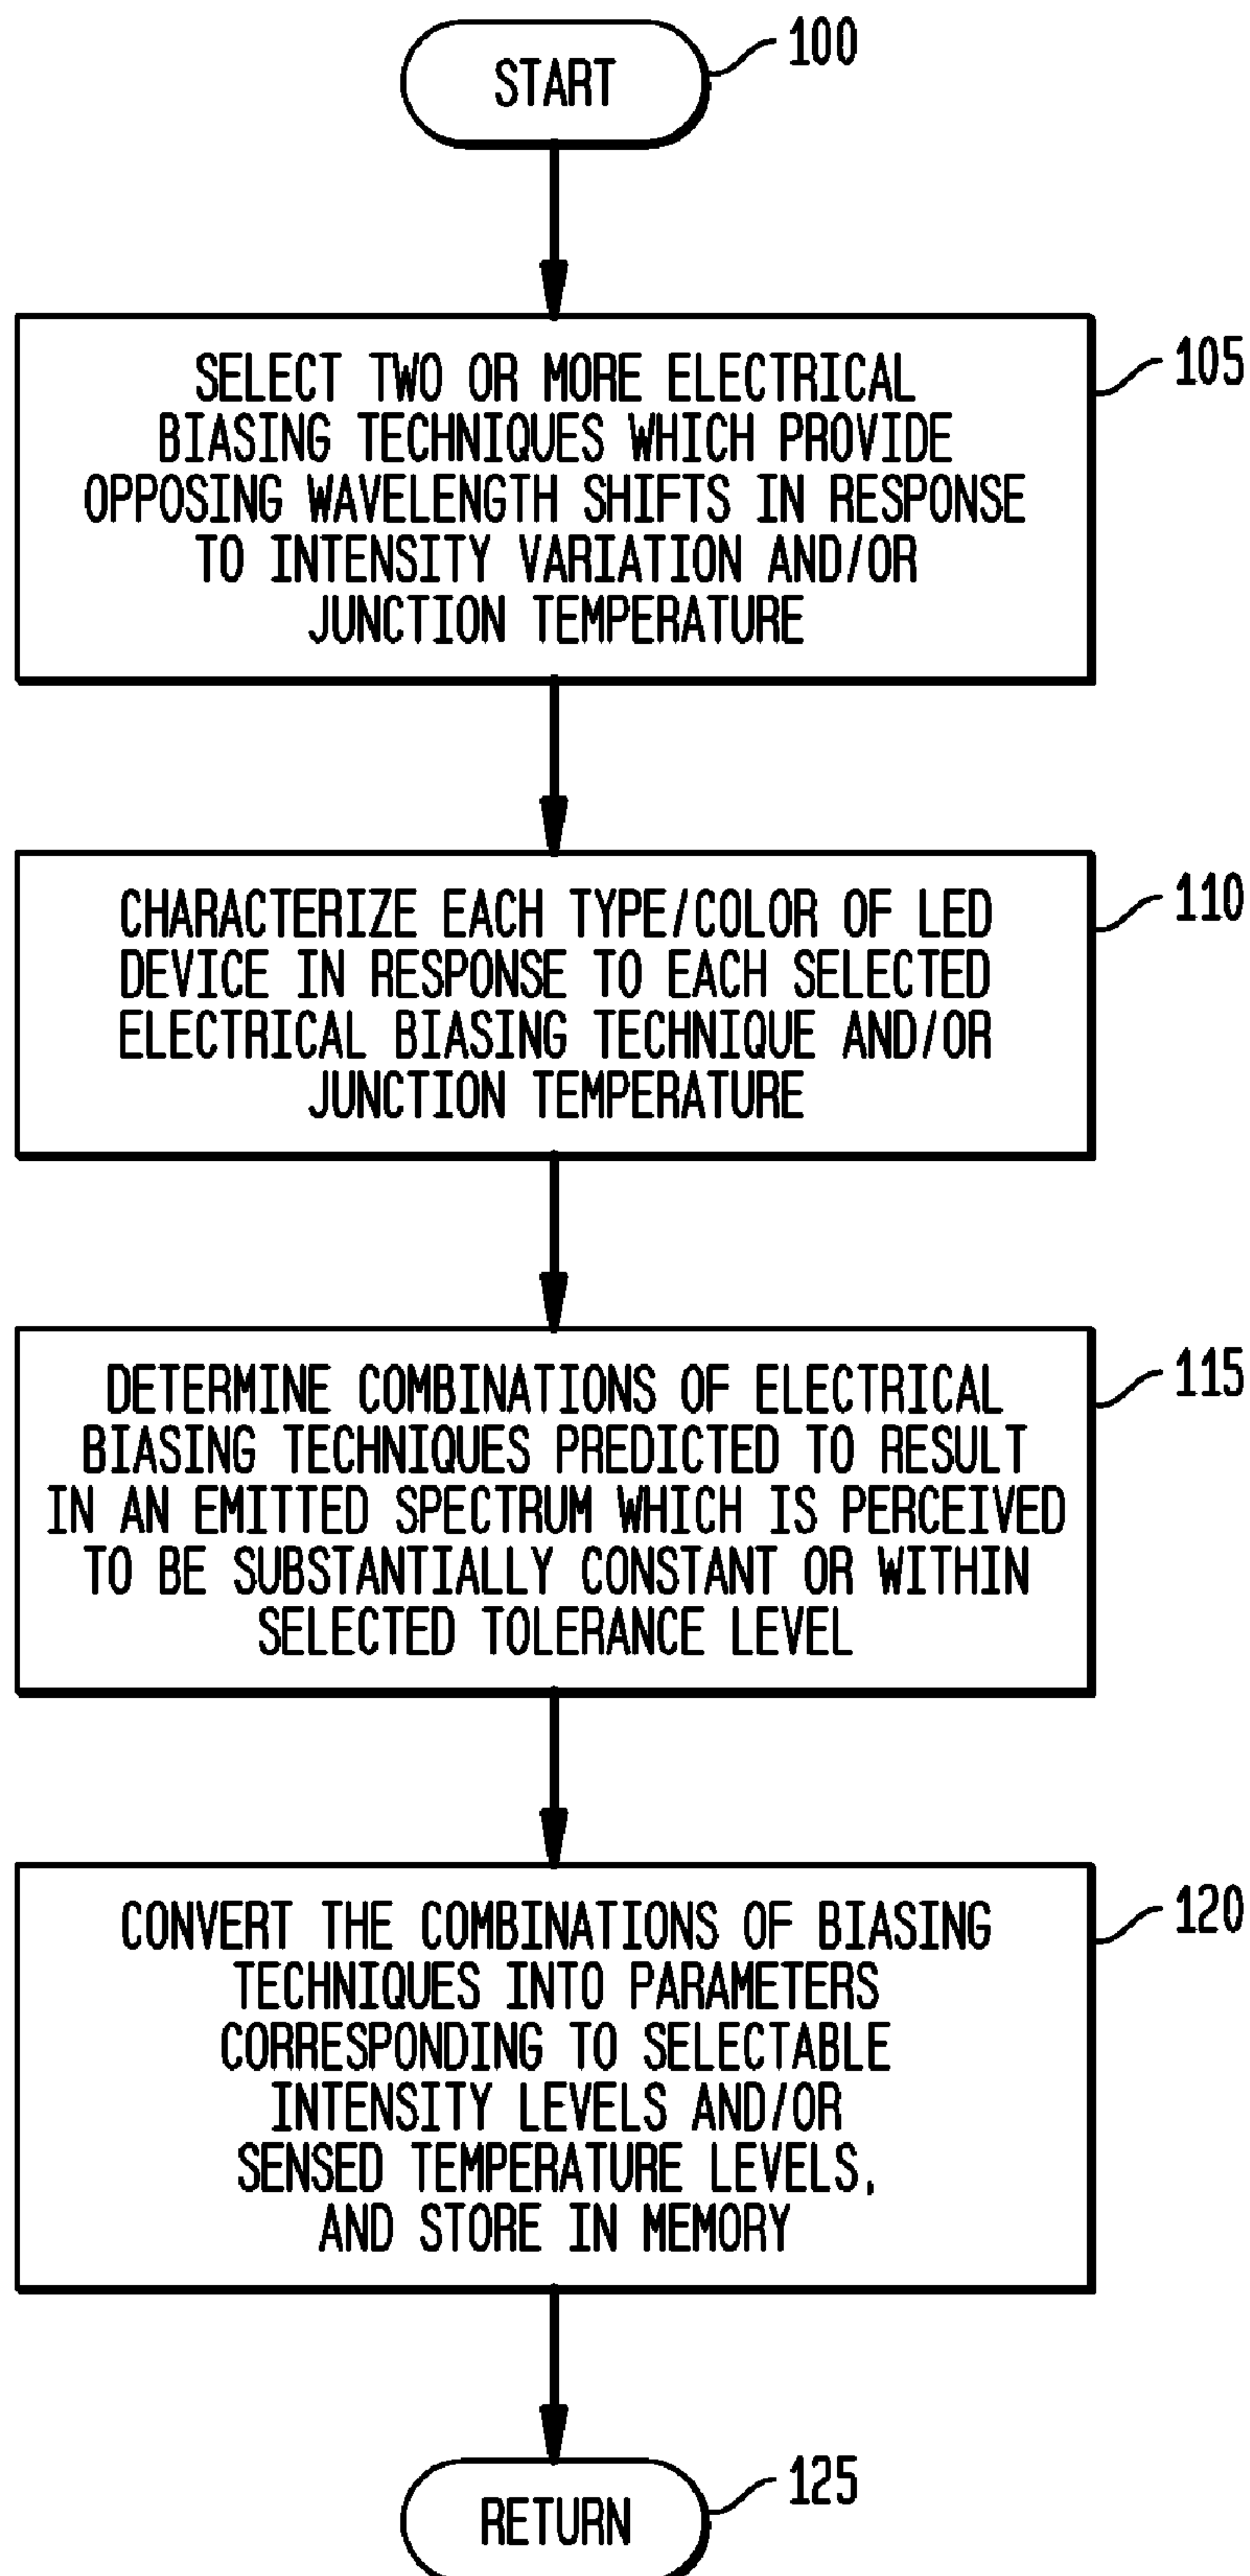 START
100
SELECT TWO OR MORE ELECTRICAL
BIASING TECHNIQUES WHICH PROVIDE
OPPOSING WAVELENGTH SHIFTS IN RESPONSE
TO INTENSITY VARIATION AND/OR
JUNCTION TEMPERATURE
105
CHARACTERIZE EACH TYPE/COLOR OF LED
DEVICE IN RESPONSE TO EACH SELECTED
ELECTRICAL BIASING TECHNIQUE AND/OR
JUNCTION TEMPERATURE
110
DETERMINE COMBINATIONS OF ELECTRICAL
BIASING TECHNIQUES PREDICTED TO RESULT
IN AN EMITTED SPECTRUM WHICH IS PERCEIVED
TO BE SUBSTANTIALLY CONSTANT OR WITHIN
SELECTED TOLERANCE LEVEL
115
CONVERT THE COMBINATIONS OF BIASING
TECHNIQUES INTO PARAMETERS
CORRESPONDING TO SELECTABLE
INTENSITY LEVELS AND/OR
SENSED TEMPERATURE LEVELS,
AND STORE IN MEMORY
120
RETURN
125